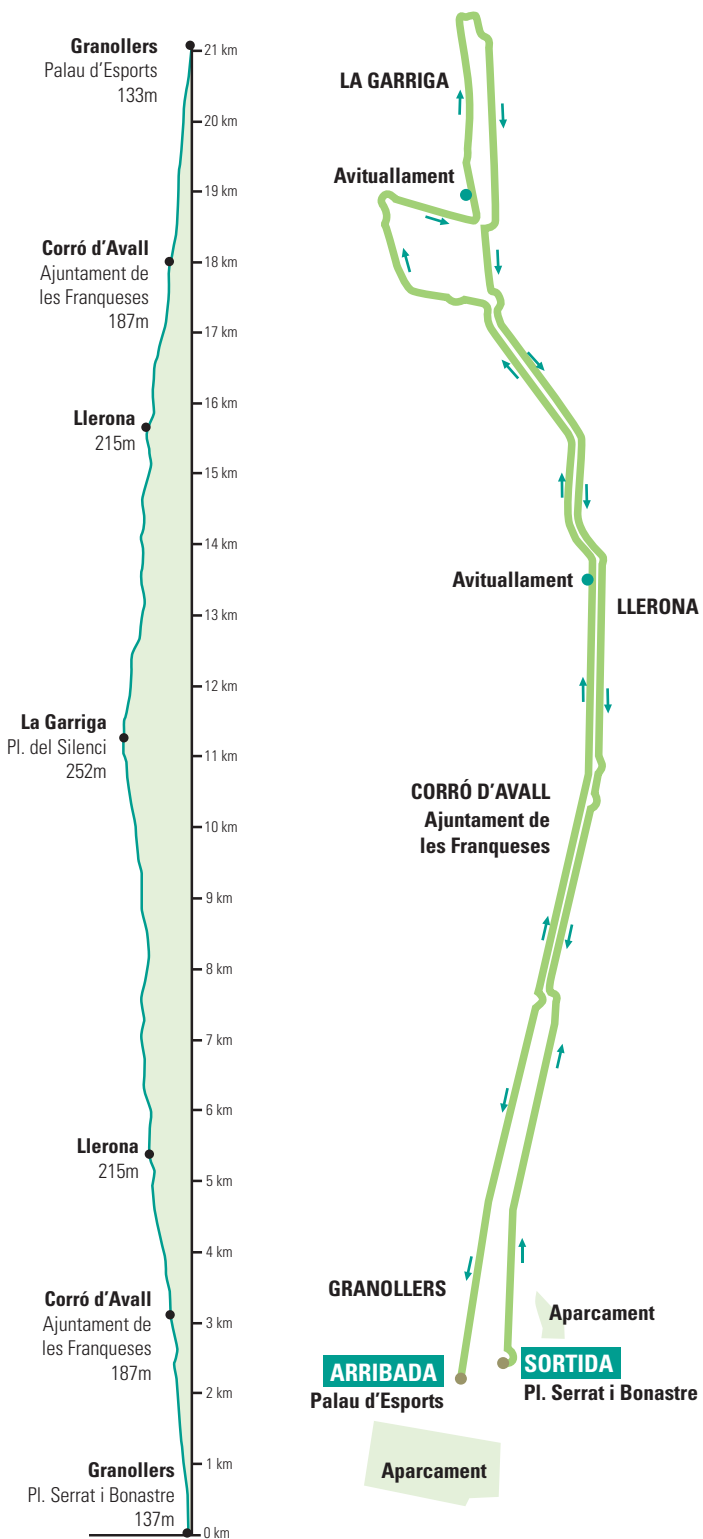 Granollers
Palau d'Esports
133m
Corró d'Avall
Ajuntament de
les Franqueses
187m
Llerona
215m
La Garriga
Pl. del Silenci
252m
Llerona
215m
Corró d'Avall
Ajuntament de
les Franqueses
187m
Granollers
Pl. Serrat i Bonastre
137m
21 km
20 km
19 km
18 km
17 km
16 km
15 km
14 km
13 km
12 km
11 km
10 km
9 km
8 km
7 km
6 km
5 km
4 km
3 km
2 km
1 km
0 km
LA GARRIGA
Avituallament
Avituallament
LLERONA
CORRÓ D'AVALL
Ajuntament de
les Franqueses
GRANOLLERS
Aparcament
ARRIBADA
Palau d'Esports
SORTIDA
Pl. Serrat i Bonastre
Aparcament